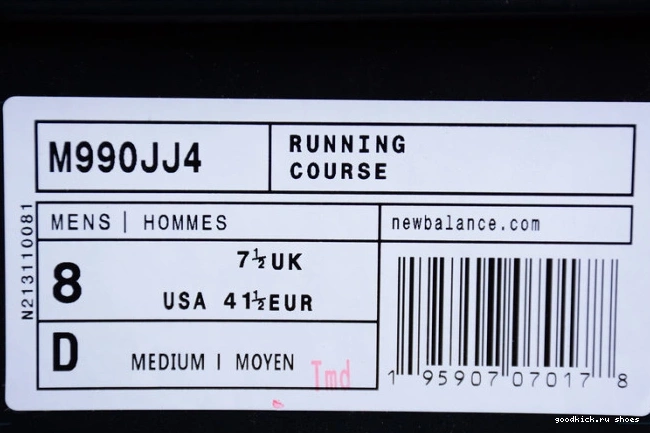 M990JJ4
RUNNING
COURSE
MENS | HOMMES
newbalance.com
N213110081
8
7½UK
USA 41½EUR
D
MEDIUM | MOYEN
Tmd
1 95907 07017 8
goodkick.ru shoes